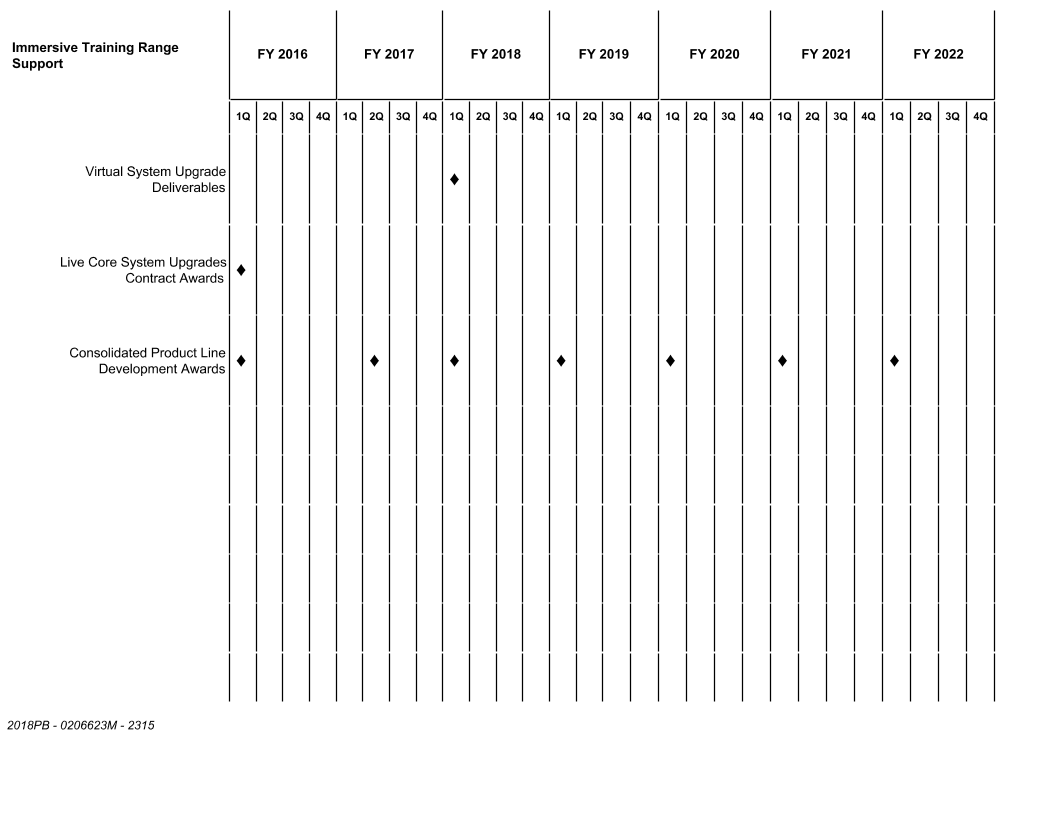 Immersive Training Range
Support
FY 2016 FY 2017 FY 2018 FY 2019 FY 2020 FY 2021 FY 2022
1Q 2Q 3Q 4Q 1Q 2Q 3Q 4Q 1Q 2Q 3Q 4Q 1Q 2Q 3Q 4Q 1Q 2Q 3Q 4Q 1Q 2Q 3Q 4Q 1Q 2Q 3Q 4Q
Virtual System Upgrade
Deliverables
Live Core System Upgrades
Contract Awards
Consolidated Product Line
Development Awards
2018PB - 0206623M - 2315